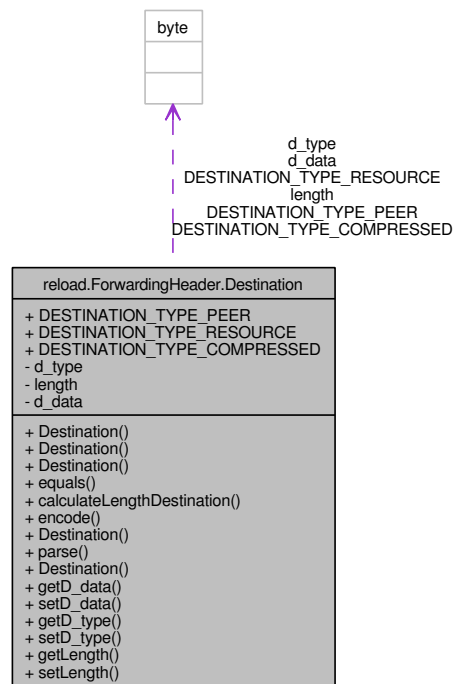 byte
d_type
d_data
DESTINATION_TYPE_RESOURCE
length
DESTINATION_TYPE_PEER
DESTINATION_TYPE_COMPRESSED
reload.ForwardingHeader.Destination
+ DESTINATION_TYPE_PEER
+ DESTINATION_TYPE_RESOURCE
+ DESTINATION_TYPE_COMPRESSED
- d_type
- length
- d_data
+ Destination()
+ Destination()
+ Destination()
+ equals()
+ calculateLengthDestination()
+ encode()
+ Destination()
+ parse()
+ Destination()
+ getD_data()
+ setD_data()
+ getD_type()
+ setD_type()
+ getLength()
+ setLength()